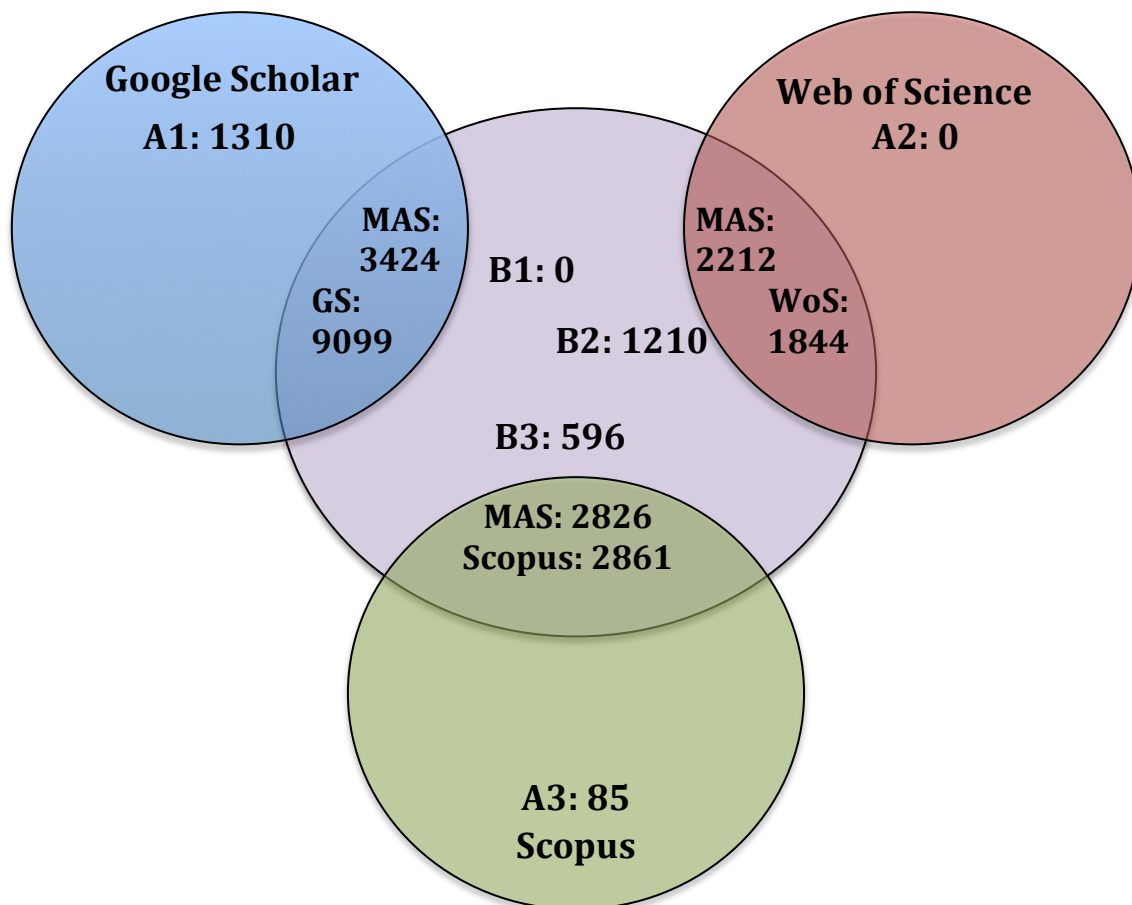 Google Scholar
A1: 1310
Web of Science
A2: 0
MAS:
3424
GS:
9099
B1: 0
B2: 1210
B3: 596
MAS:
2212
WoS:
1844
MAS: 2826
Scopus: 2861
A3: 85
Scopus